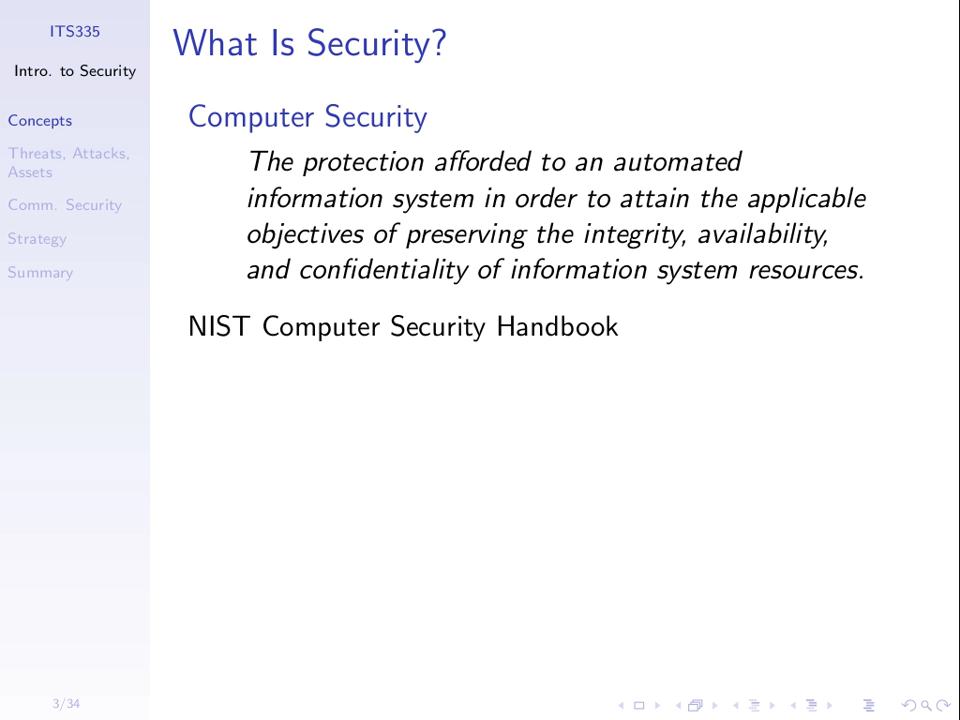 ITS335
Intro. to Security
Concepts
Threats, Attacks,
Assets
Comm. Security
Strategy
Summary
What Is Security?
Computer Security
The protection afforded to an automated
information system in order to attain the applicable
objectives of preserving the integrity, availability,
and confidentiality of information system resources.
NIST Computer Security Handbook
3/34